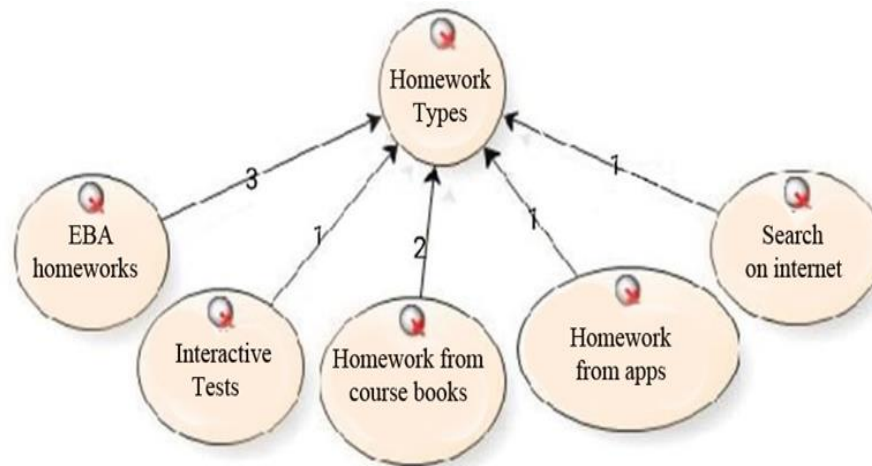 Homework
Types
3
1
2
1
1
EBA
homeworks
Interactive
Tests
Homework from
course books
Homework
from apps
Search
on internet